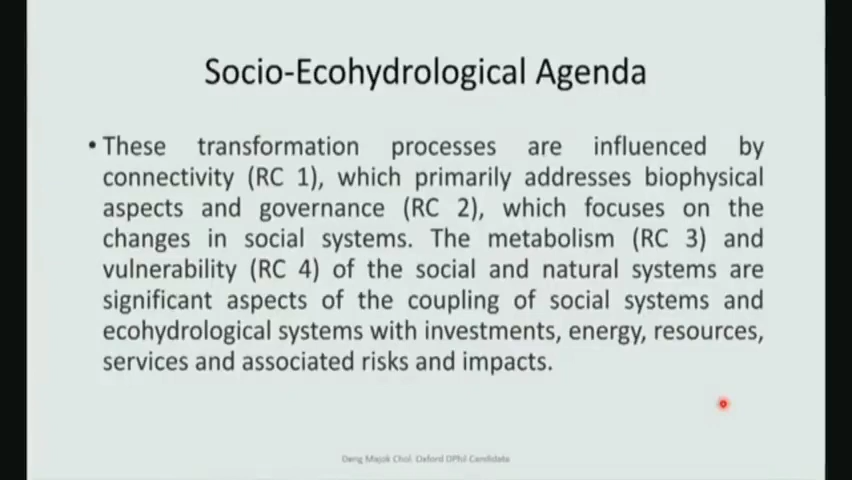 Socio-Ecohydrological Agenda
• These transformation processes are influenced by
connectivity (RC 1), which primarily addresses biophysical
aspects and governance (RC 2), which focuses on the
changes in social systems. The metabolism (RC 3) and
vulnerability (RC 4) of the social and natural systems are
significant aspects of the coupling of social systems and
ecohydrological systems with investments, energy, resources,
services and associated risks and impacts.
Deng Majok Chol. Oxford DPhil Candidate